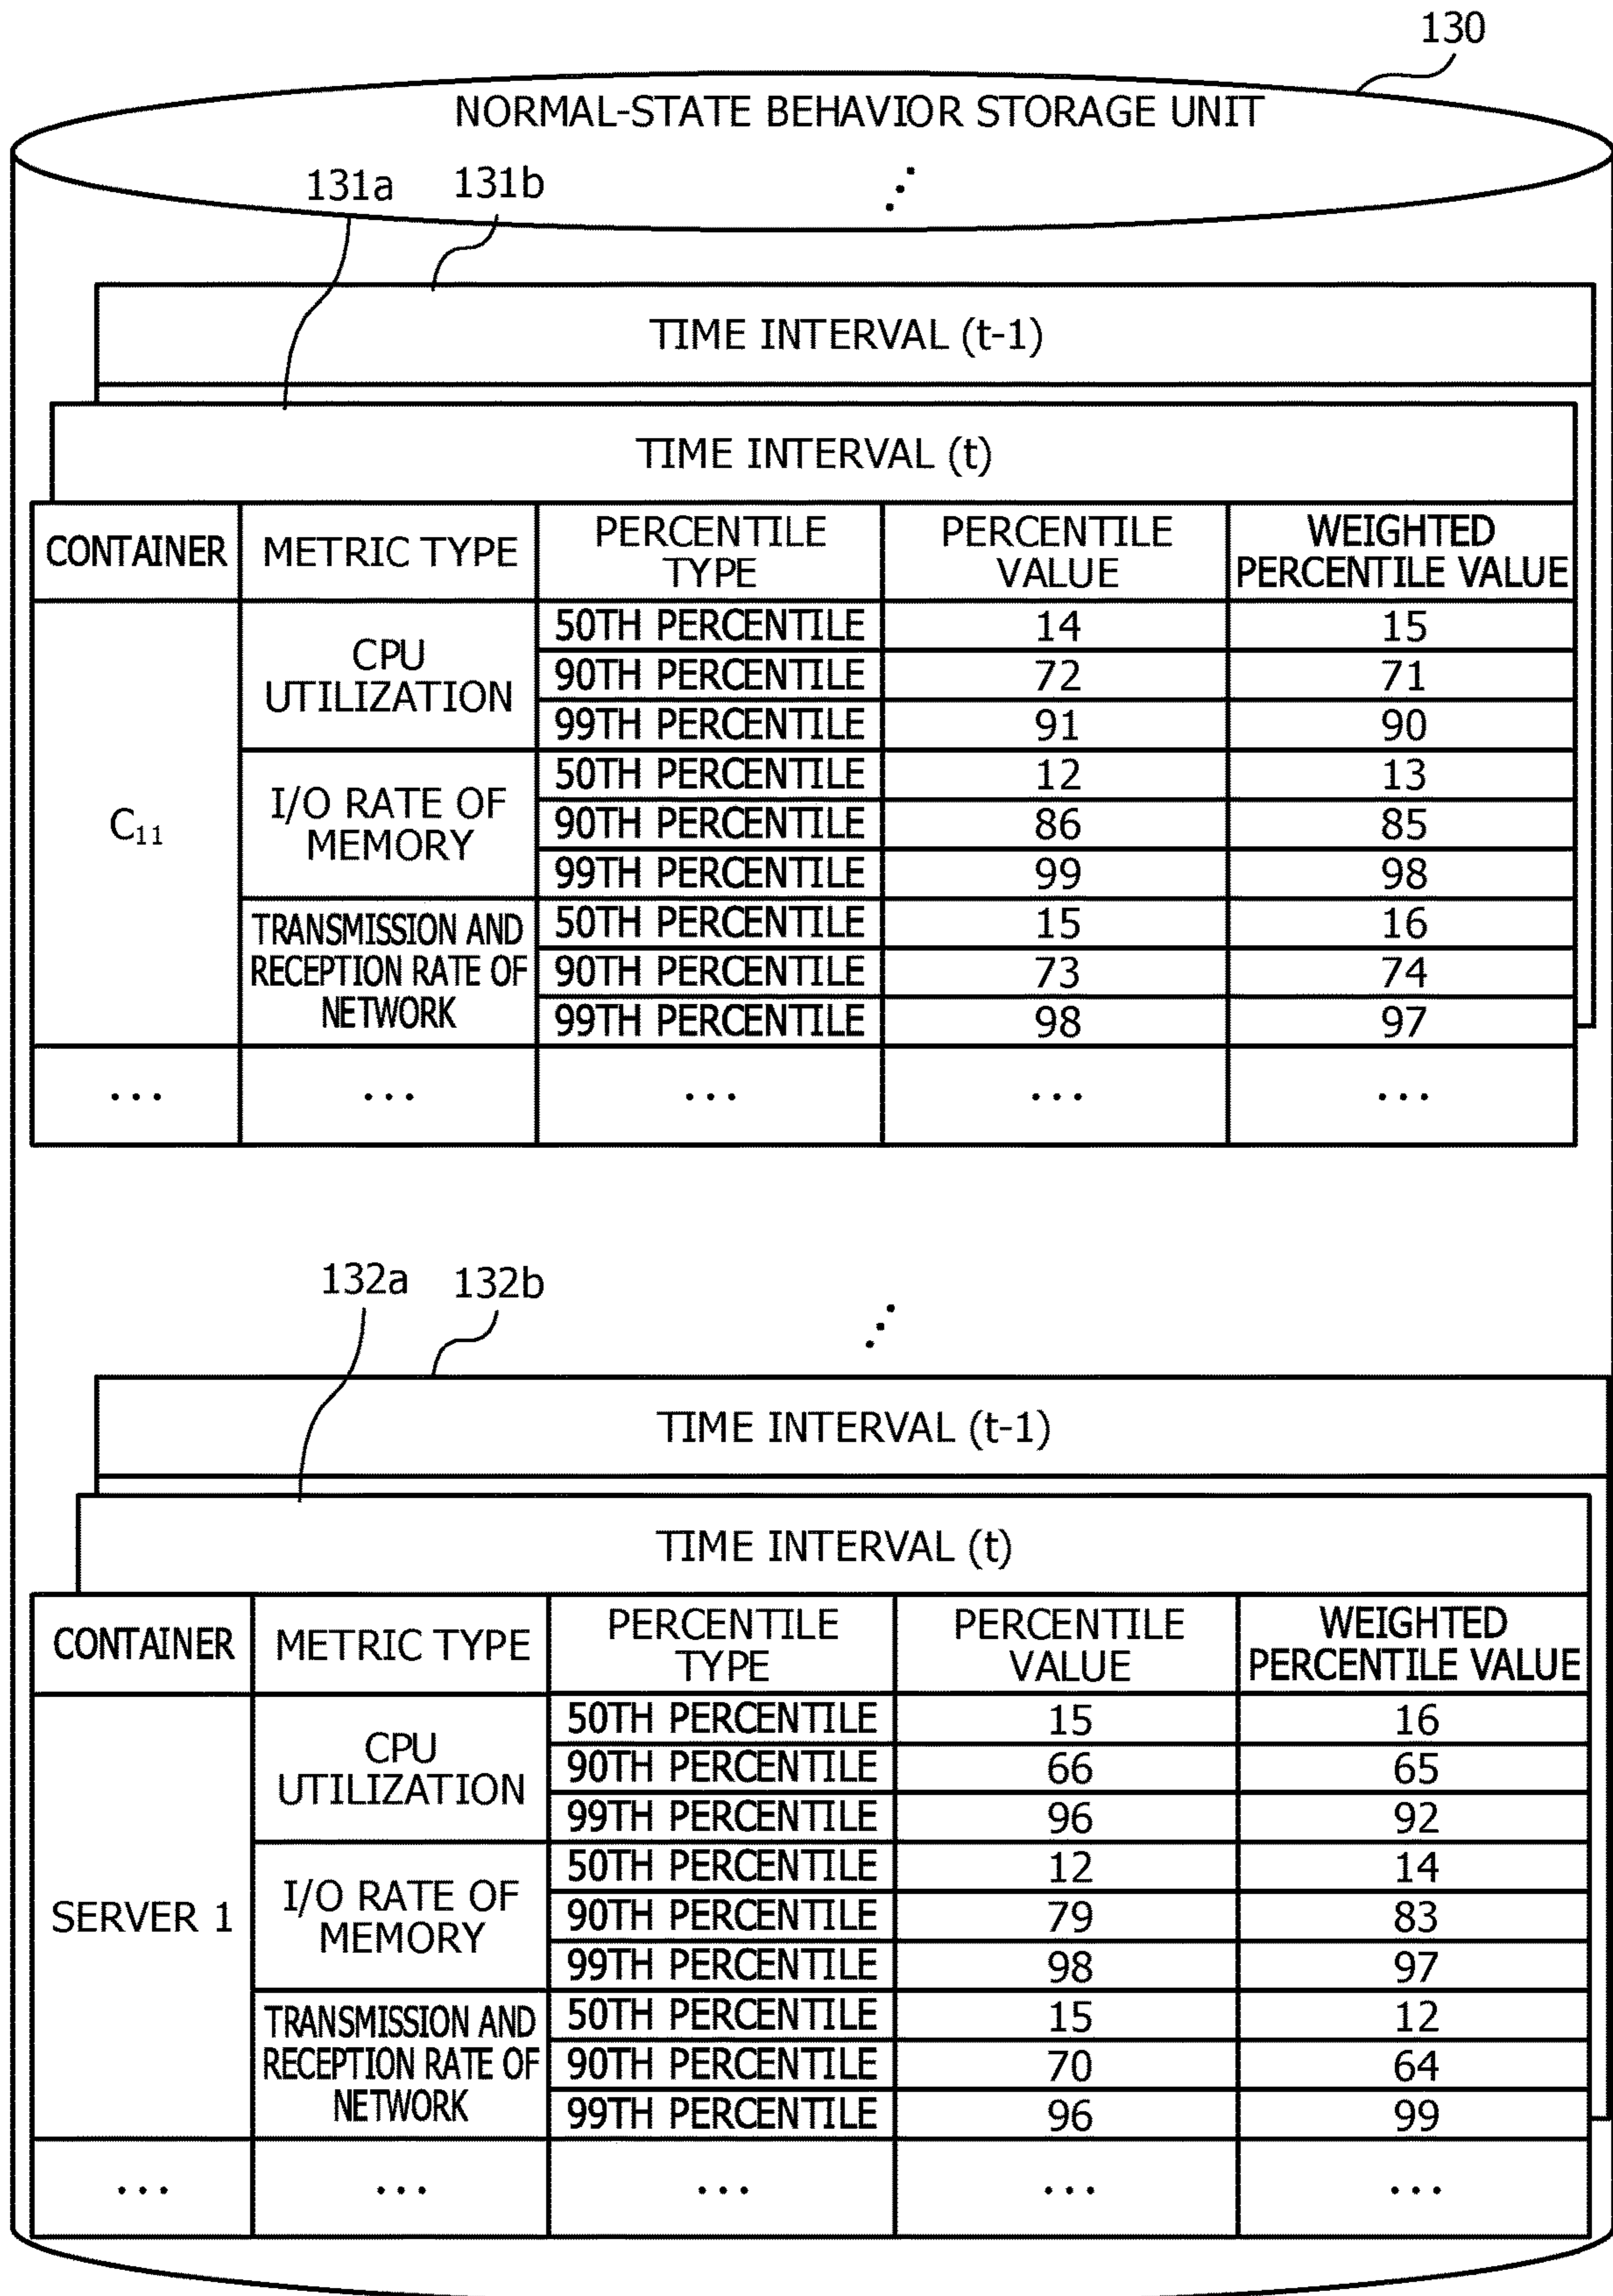 130
NORMAL-STATE BEHAVIOR STORAGE UNIT
131a 131b
TIME INTERVAL (t-1)
TIME INTERVAL (t)
CONTAINER METRIC TYPE PERCENTILE TYPE PERCENTILE VALUE WEIGHTED PERCENTILE VALUE
C₁₁ CPU UTILIZATION 50TH PERCENTILE 14 15
90TH PERCENTILE 72 71
99TH PERCENTILE 91 90
I/O RATE OF MEMORY 50TH PERCENTILE 12 13
90TH PERCENTILE 86 85
99TH PERCENTILE 99 98
TRANSMISSION AND RECEPTION RATE OF NETWORK 50TH PERCENTILE 15 16
90TH PERCENTILE 73 74
99TH PERCENTILE 98 97
... ... ... ... ...
132a 132b
TIME INTERVAL (t-1)
TIME INTERVAL (t)
CONTAINER METRIC TYPE PERCENTILE TYPE PERCENTILE VALUE WEIGHTED PERCENTILE VALUE
SERVER 1 CPU UTILIZATION 50TH PERCENTILE 15 16
90TH PERCENTILE 66 65
99TH PERCENTILE 96 92
I/O RATE OF MEMORY 50TH PERCENTILE 12 14
90TH PERCENTILE 79 83
99TH PERCENTILE 98 97
TRANSMISSION AND RECEPTION RATE OF NETWORK 50TH PERCENTILE 15 12
90TH PERCENTILE 70 64
99TH PERCENTILE 96 99
... ... ... ... ...